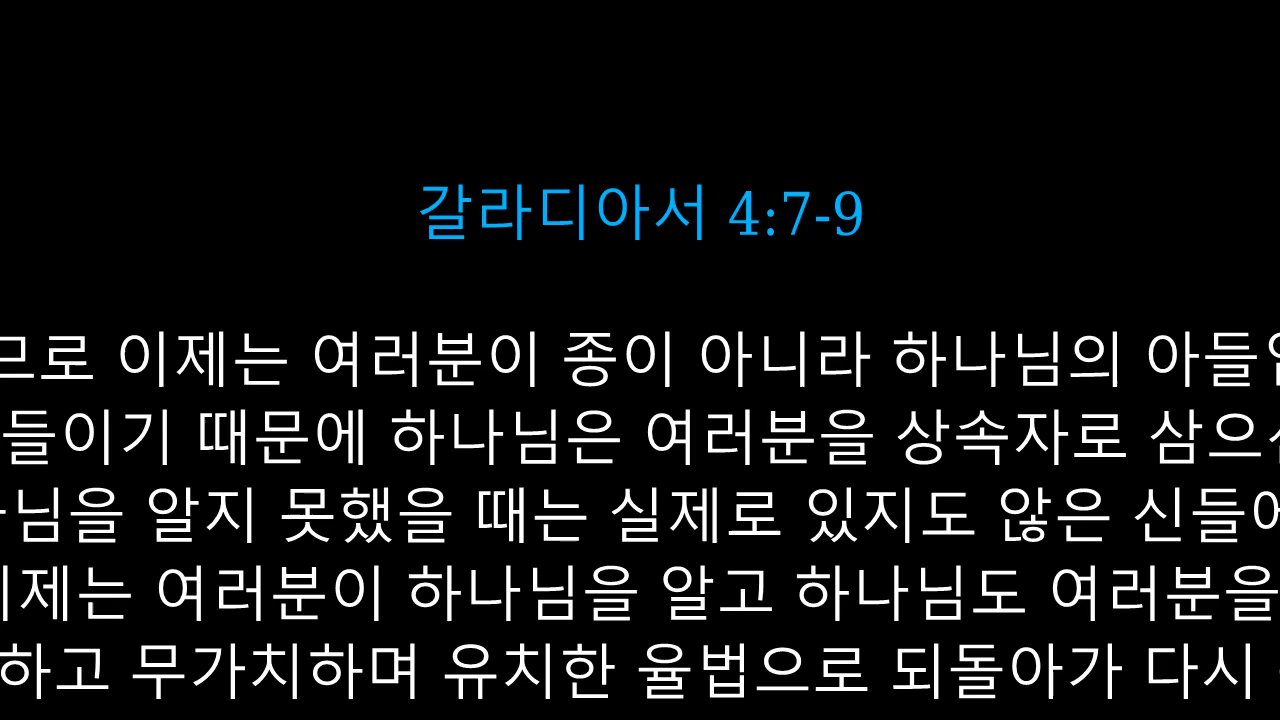 갈라디아서 4:7-9
므로 이제는 여러분이 종이 아니라 하나님의 아들
들이기 때문에 하나님은 여러분을 상속자로 삼으
님을 알지 못했을 때는 실제로 있지도 않은 신들에
이제는 여러분이 하나님을 알고 하나님도 여러분을
하고 무가치하며 유치한 율법으로 되돌아가 다시